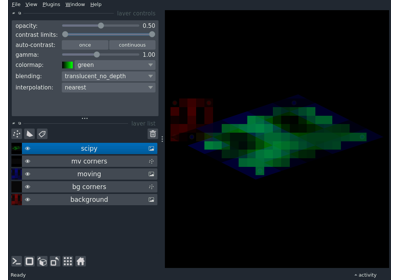 File View Plugins Window Help
layer controls
opacity: 0.50
contrast limits:
auto-contrast: once continuous
gamma: 1.00
colormap: green
blending: translucent_no_depth
interpolation: nearest
layer list
scipy
mv corners
moving
bg corners
background
Ready
activity